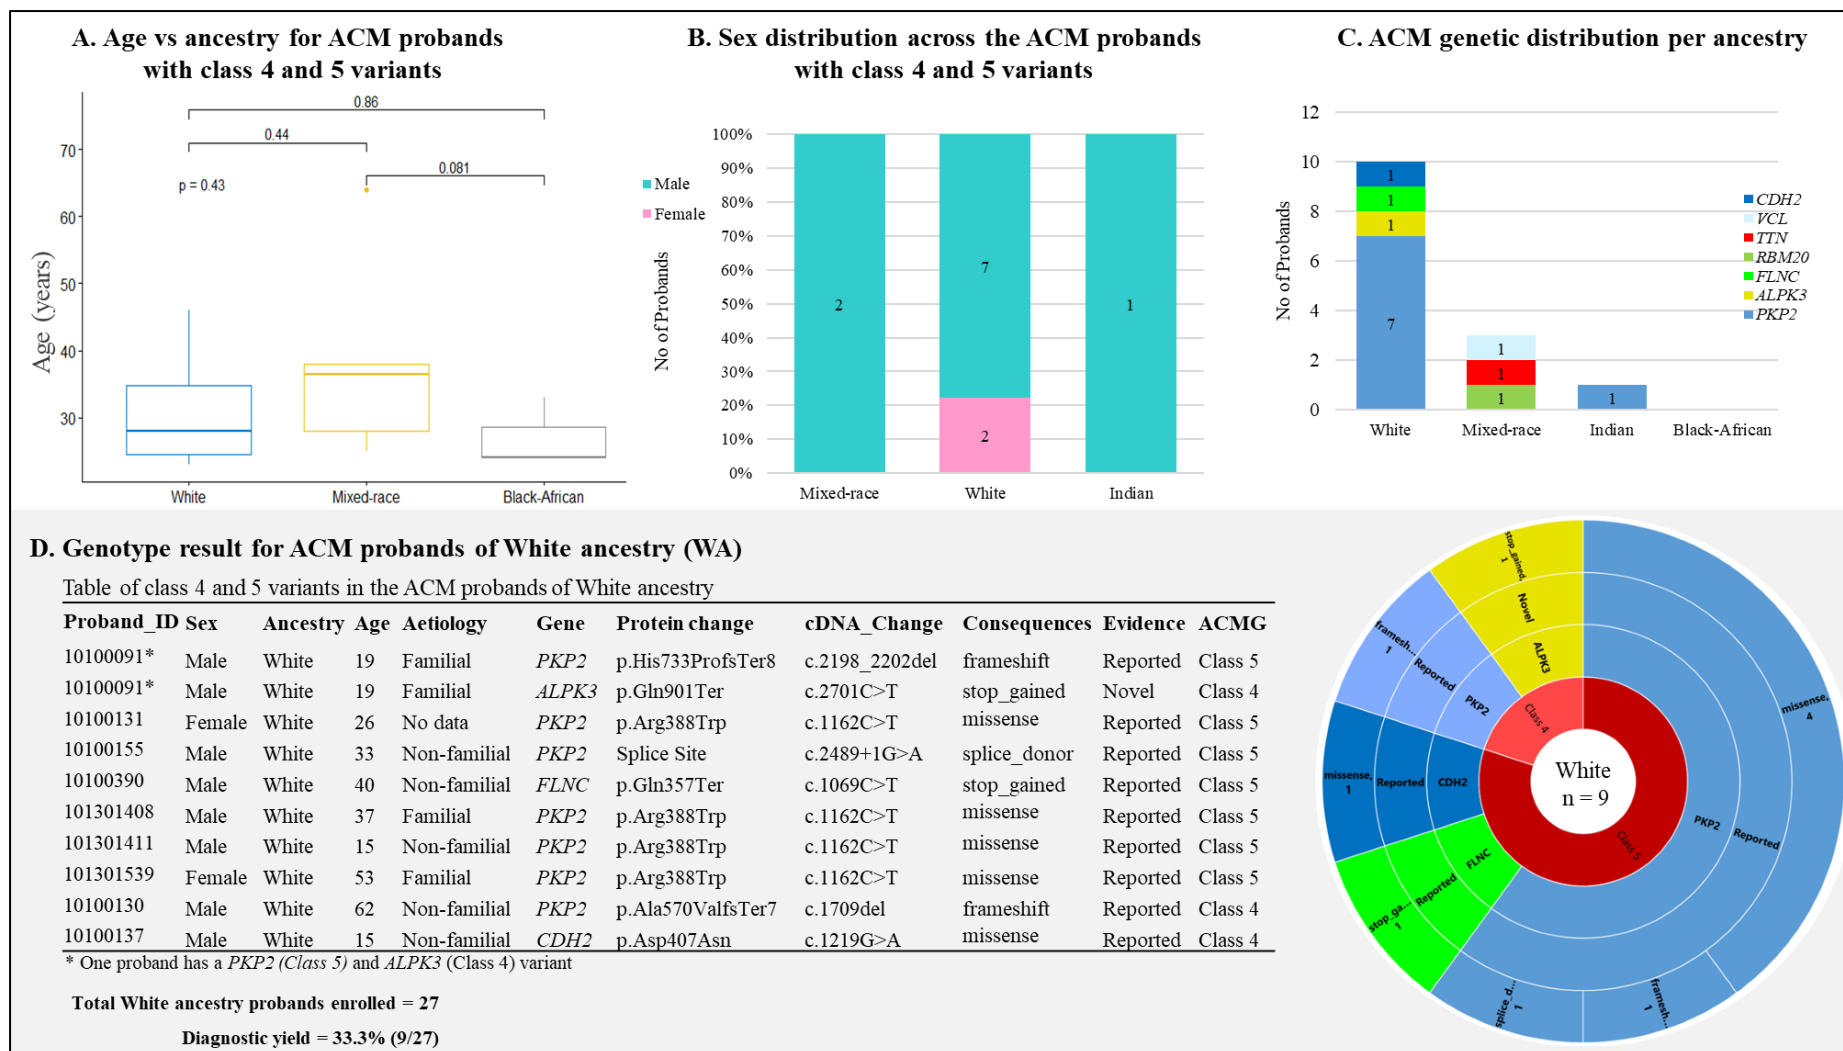 A. Age vs ancestry for ACM probands
with class 4 and 5 variants
0.86
0.44
0.081
p = 0.43
Age (years)
70
60
50
40
30
White
Mixed-race
Black-African
B. Sex distribution across the ACM probands
with class 4 and 5 variants
Male
Female
No of Probands
100%
90%
80%
70%
60%
50%
40%
30%
20%
10%
0%
2
7
2
1
Mixed-race
White
Indian
C. ACM genetic distribution per ancestry
No of Probands
12
10
8
6
4
2
0
1
1
1
7
1
1
1
1
White
Mixed-race
Indian
Black-African
CDH2
VCL
TTN
RBM20
FLNC
ALPK3
PKP2
D. Genotype result for ACM probands of White ancestry (WA)
Table of class 4 and 5 variants in the ACM probands of White ancestry
Proband_ID Sex Ancestry Age Aetiology Gene Protein change cDNA_Change Consequences Evidence ACMG
10100091* Male White 19 Familial PKP2 p.His733ProfsTer8 c.2198_2202del frameshift Reported Class 5
10100091* Male White 19 Familial ALPK3 p.Gln901Ter c.2701C>T stop_gained Novel Class 4
10100131 Female White 26 No data PKP2 p.Arg388Trp c.1162C>T missense Reported Class 5
10100155 Male White 33 Non-familial PKP2 Splice Site c.2489+1G>A splice_donor Reported Class 5
10100390 Male White 40 Non-familial FLNC p.Gln357Ter c.1069C>T stop_gained Reported Class 5
101301408 Male White 37 Familial PKP2 p.Arg388Trp c.1162C>T missense Reported Class 5
101301411 Male White 15 Non-familial PKP2 p.Arg388Trp c.1162C>T missense Reported Class 5
101301539 Female White 53 Familial PKP2 p.Arg388Trp c.1162C>T missense Reported Class 5
10100130 Male White 62 Non-familial PKP2 p.Ala570ValfsTer7 c.1709del frameshift Reported Class 4
10100137 Male White 15 Non-familial CDH2 p.Asp407Asn c.1219G>A missense Reported Class 4
* One proband has a PKP2 (Class 5) and ALPK3 (Class 4) variant
Total White ancestry probands enrolled = 27
Diagnostic yield = 33.3% (9/27)
White
n = 9
Class 5
PKP2
Reported
missense,
4
framesh...
1
splice_d...
1
FLNC
Reported
stop_ga...
1
CDH2
Reported
missense,
1
Class 4
PKP2
Reported
framesh...
1
ALPK3
Novel
stop_gained,
1